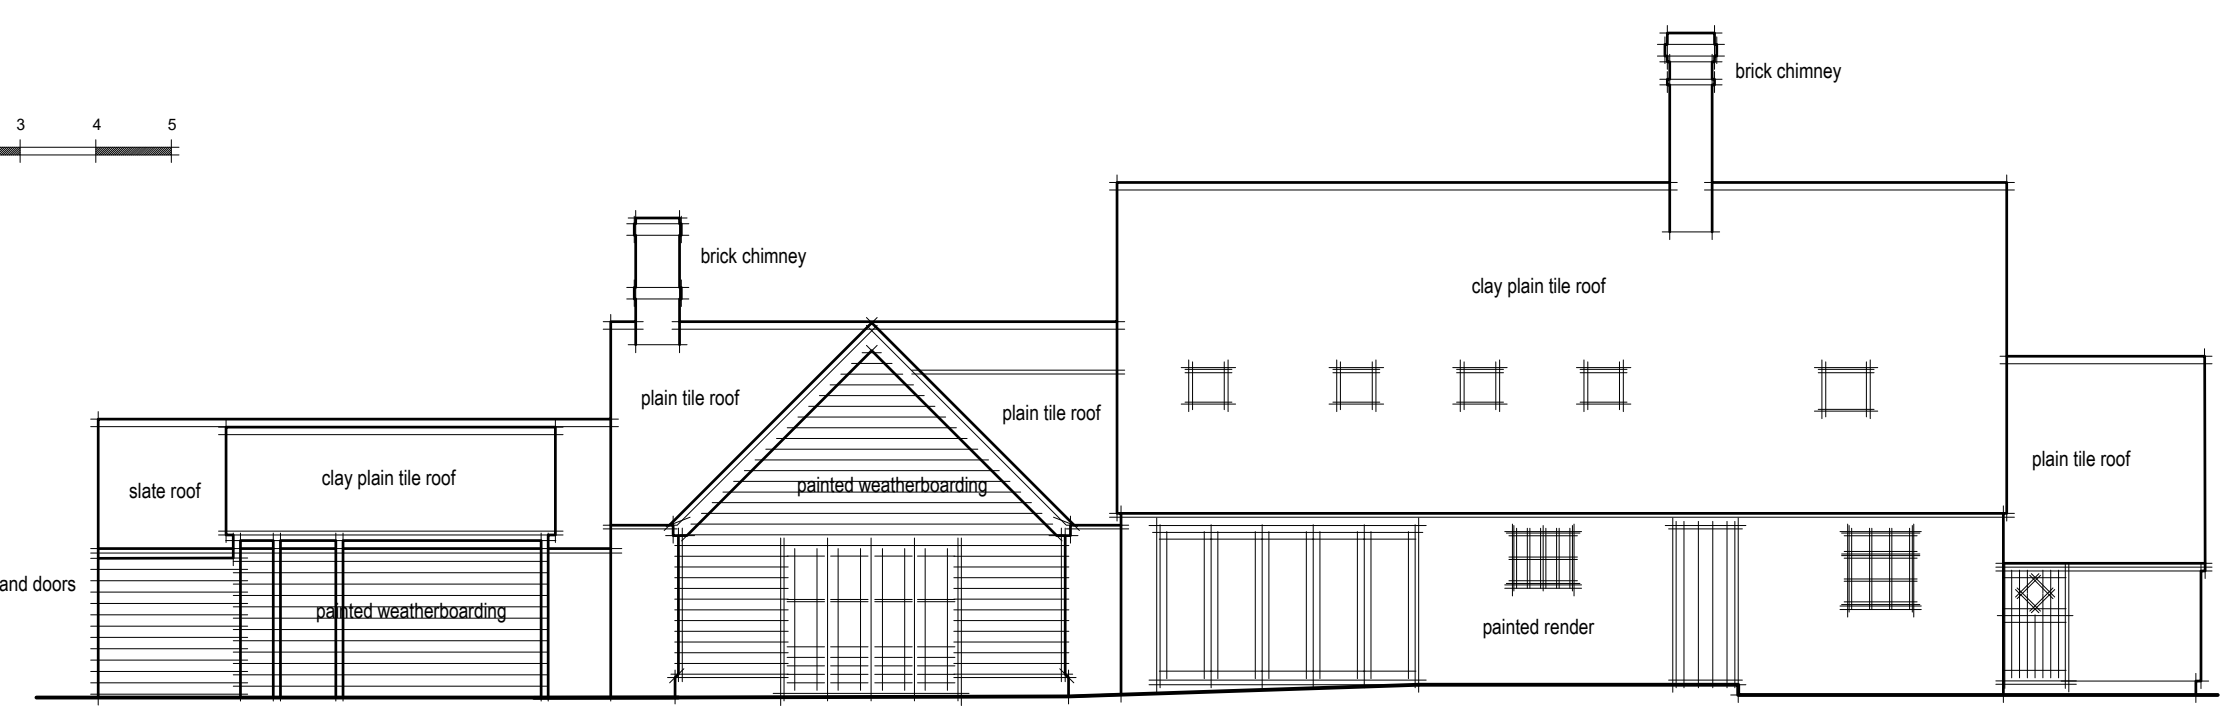 brick chimney
3 4 5
brick chimney
clay plain tile roof
plain tile roof
plain tile roof
plain tile roof
clay plain tile roof
slate roof
painted weatherboarding
and doors
painted weatherboarding
painted render